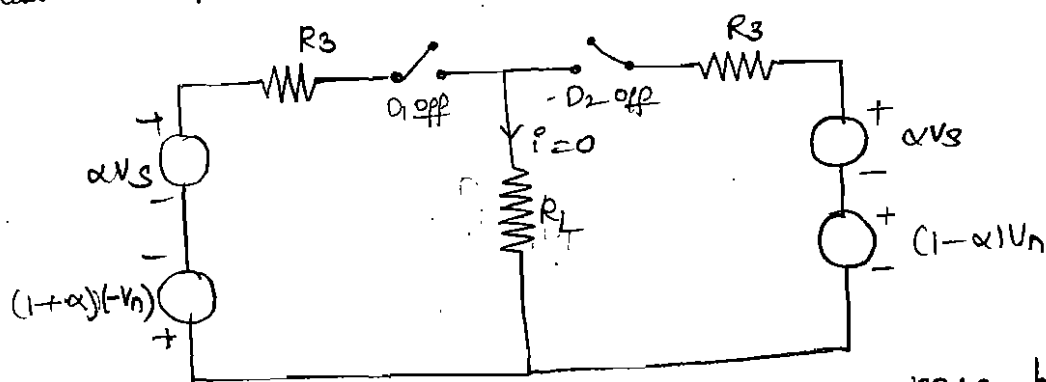 R3
R3
D1 off
D2 off
+
αVs
-
i=0
RL
+
αVs
-
-
(1+α)(-Vn)
+
+
(1-α)Vn
-